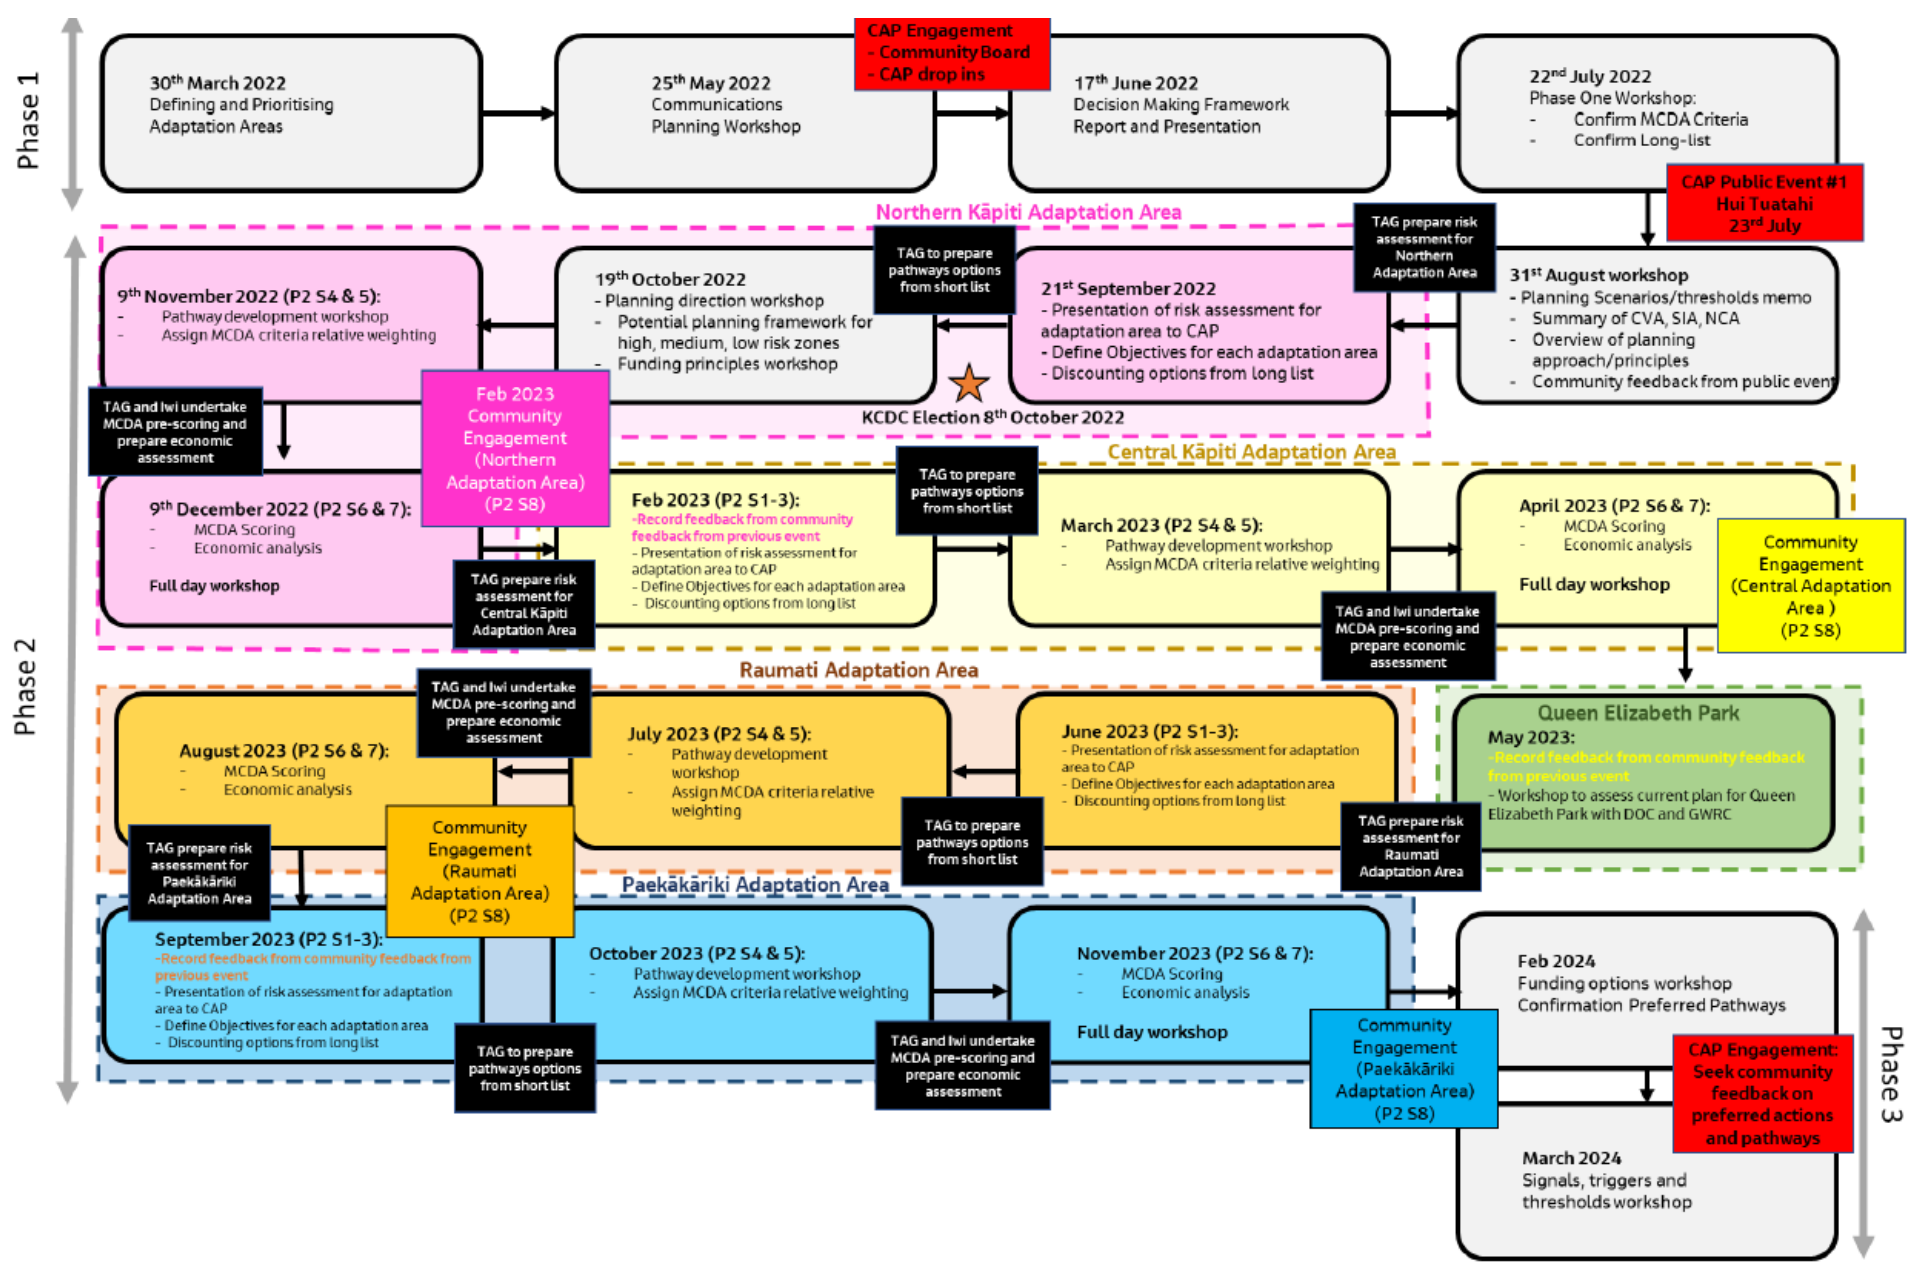 Phase 1
30th March 2022
Defining and Prioritising
Adaptation Areas
25th May 2022
Communications
Planning Workshop
CAP Engagement
- Community Board
- CAP drop ins
17th June 2022
Decision Making Framework
Report and Presentation
22nd July 2022
Phase One Workshop:
- Confirm MCDA Criteria
- Confirm Long-list
CAP Public Event #1
Hui Tuatahi
23rd July
Phase 2
Northern Kāpiti Adaptation Area
31st August workshop
- Planning Scenarios/thresholds memo
- Summary of CVA, SIA, NCA
- Overview of planning
approach/principles
- Community feedback from public event
TAG prepare risk
assessment for
Northern
Adaptation Area
21st September 2022
- Presentation of risk assessment for
adaptation area to CAP
- Define Objectives for each adaptation area
- Discounting options from long list
TAG to prepare
pathways options
from short list
KCDC Election 8th October 2022
19th October 2022
- Planning direction workshop
- Potential planning framework for
high, medium, low risk zones
- Funding principles workshop
9th November 2022 (P2 S4 & 5):
- Pathway development workshop
- Assign MCDA criteria relative weighting
TAG and Iwi undertake
MCDA pre-scoring and
prepare economic
assessment
Feb 2023
Community
Engagement
(Northern
Adaptation Area)
(P2 S8)
9th December 2022 (P2 S6 & 7):
- MCDA Scoring
- Economic analysis
Full day workshop
TAG prepare risk
assessment for
Central Kāpiti
Adaptation Area
Central Kāpiti Adaptation Area
Feb 2023 (P2 S1-3)
-Record feedback from community
feedback from previous event
- Presentation of risk assessment for
adaptation area to CAP
- Define Objectives for each adaptation area
- Discounting options from long list
TAG to prepare
pathways options
from short list
March 2023 (P2 S4 & 5):
- Pathway development workshop
- Assign MCDA criteria relative weighting
TAG and Iwi undertake
MCDA pre-scoring and
prepare economic
assessment
April 2023 (P2 S6 & 7):
- MCDA Scoring
- Economic analysis
Full day workshop
Community
Engagement
(Central Adaptation
Area )
(P2 S8)
Queen Elizabeth Park
May 2023:
-Record feedback from community feedback
from previous event
- Workshop to assess current plan for Queen
Elizabeth Park with DOC and GWRC
Raumati Adaptation Area
TAG prepare risk
assessment for
Raumati
Adaptation Area
June 2023 (P2 S1-3):
- Presentation of risk assessment for adaptation
area to CAP
- Define Objectives for each adaptation area
- Discounting options from long list
TAG to prepare
pathways options
from short list
July 2023 (P2 S4 & 5):
- Pathway development
workshop
- Assign MCDA criteria relative
weighting
TAG and Iwi undertake
MCDA pre-scoring and
prepare economic
assessment
August 2023 (P2 S6 & 7):
- MCDA Scoring
- Economic analysis
Community
Engagement
(Raumati
Adaptation Area)
(P2 S8)
TAG prepare risk
assessment for
Paekākāriki
Adaptation Area
Paekākāriki Adaptation Area
September 2023 (P2 S1-3):
-Record feedback from community feedback from
previous event
- Presentation of risk assessment for adaptation
area to CAP
- Define Objectives for each adaptation area
- Discounting options from long list
TAG to prepare
pathways options
from short list
October 2023 (P2 S4 & 5):
- Pathway development workshop
- Assign MCDA criteria relative weighting
TAG and Iwi undertake
MCDA pre-scoring and
prepare economic
assessment
November 2023 (P2 S6 & 7):
- MCDA Scoring
- Economic analysis
Full day workshop
Community
Engagement
(Paekākāriki
Adaptation Area)
(P2 S8)
Phase 3
Feb 2024
Funding options workshop
Confirmation Preferred Pathways
CAP Engagement:
Seek community
feedback on
preferred actions
and pathways
March 2024
Signals, triggers and
thresholds workshop